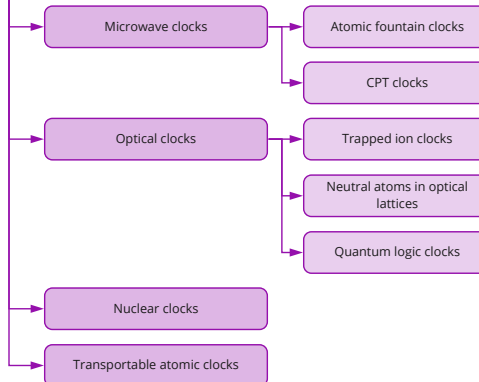 Microwave clocks
Atomic fountain clocks
CPT clocks
Optical clocks
Trapped ion clocks
Neutral atoms in optical
lattices
Quantum logic clocks
Nuclear clocks
Transportable atomic clocks